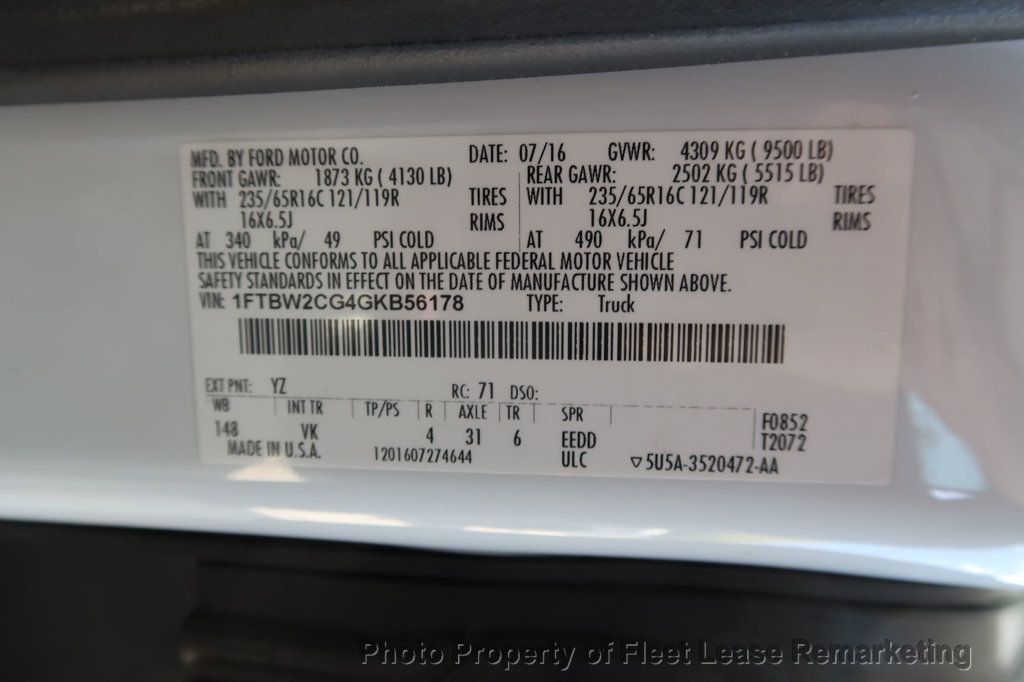 MFD. BY FORD MOTOR CO. DATE: 07/16 GVWR: 4309 KG ( 9500 LB)
FRONT GAWR: 1873 KG ( 4130 LB) REAR GAWR: 2502 KG ( 5515 LB)
WITH 235/65R16C 121/119R TIRES WITH 235/65R16C 121/119R TIRES
16X6.5J RIMS 16X6.5J RIMS
AT 340 kPa/ 49 PSI COLD AT 490 kPa/ 71 PSI COLD
THIS VEHICLE CONFORMS TO ALL APPLICABLE FEDERAL MOTOR VEHICLE
SAFETY STANDARDS IN EFFECT ON THE DATE OF MANUFACTURE SHOWN ABOVE.
VIN: 1FTBW2CG4GKB56178 TYPE: Truck
EXT PNT: YZ RC: 71 DSO:
WB INT TR TP/PS R AXLE TR SPR F0852
148 VK 4 31 6 EEDD T2072
MADE IN U.S.A. 1201607274644 ULC ▽5U5A-3520472-AA
Photo Property of Fleet Lease Remarketing